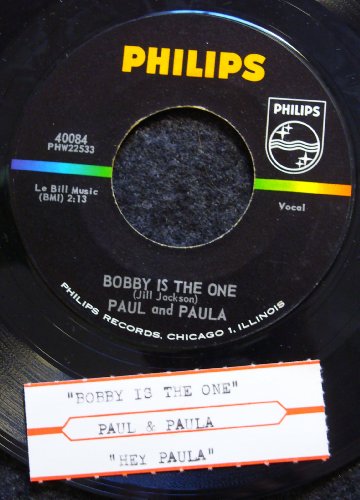 PHILIPS
PHILIPS
40084
PHW22533
Le Bill Music
(BMI) 2:13
Vocal
BOBBY IS THE ONE
(Jill Jackson)
PAUL and PAULA
PHILIPS RECORDS, CHICAGO 1, ILLINOIS
"BOBBY IS THE ONE"
PAUL & PAULA
"HEY PAULA"